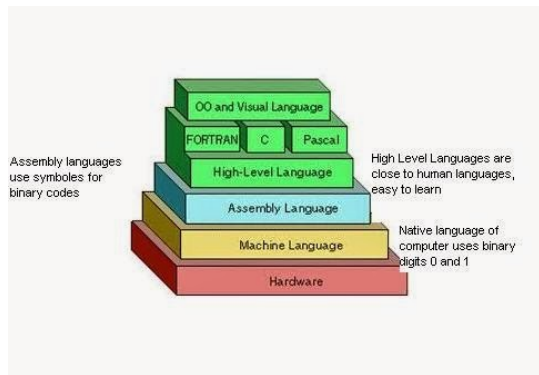 OO and Visual Language
FORTRAN
C
Pascal
High-Level Language
Assembly Language
Machine Language
Hardware
Assembly languages
use symboles for
binary codes
High Level Languages are
close to human languages,
easy to learn
Native language of
computer uses binary
digits 0 and 1